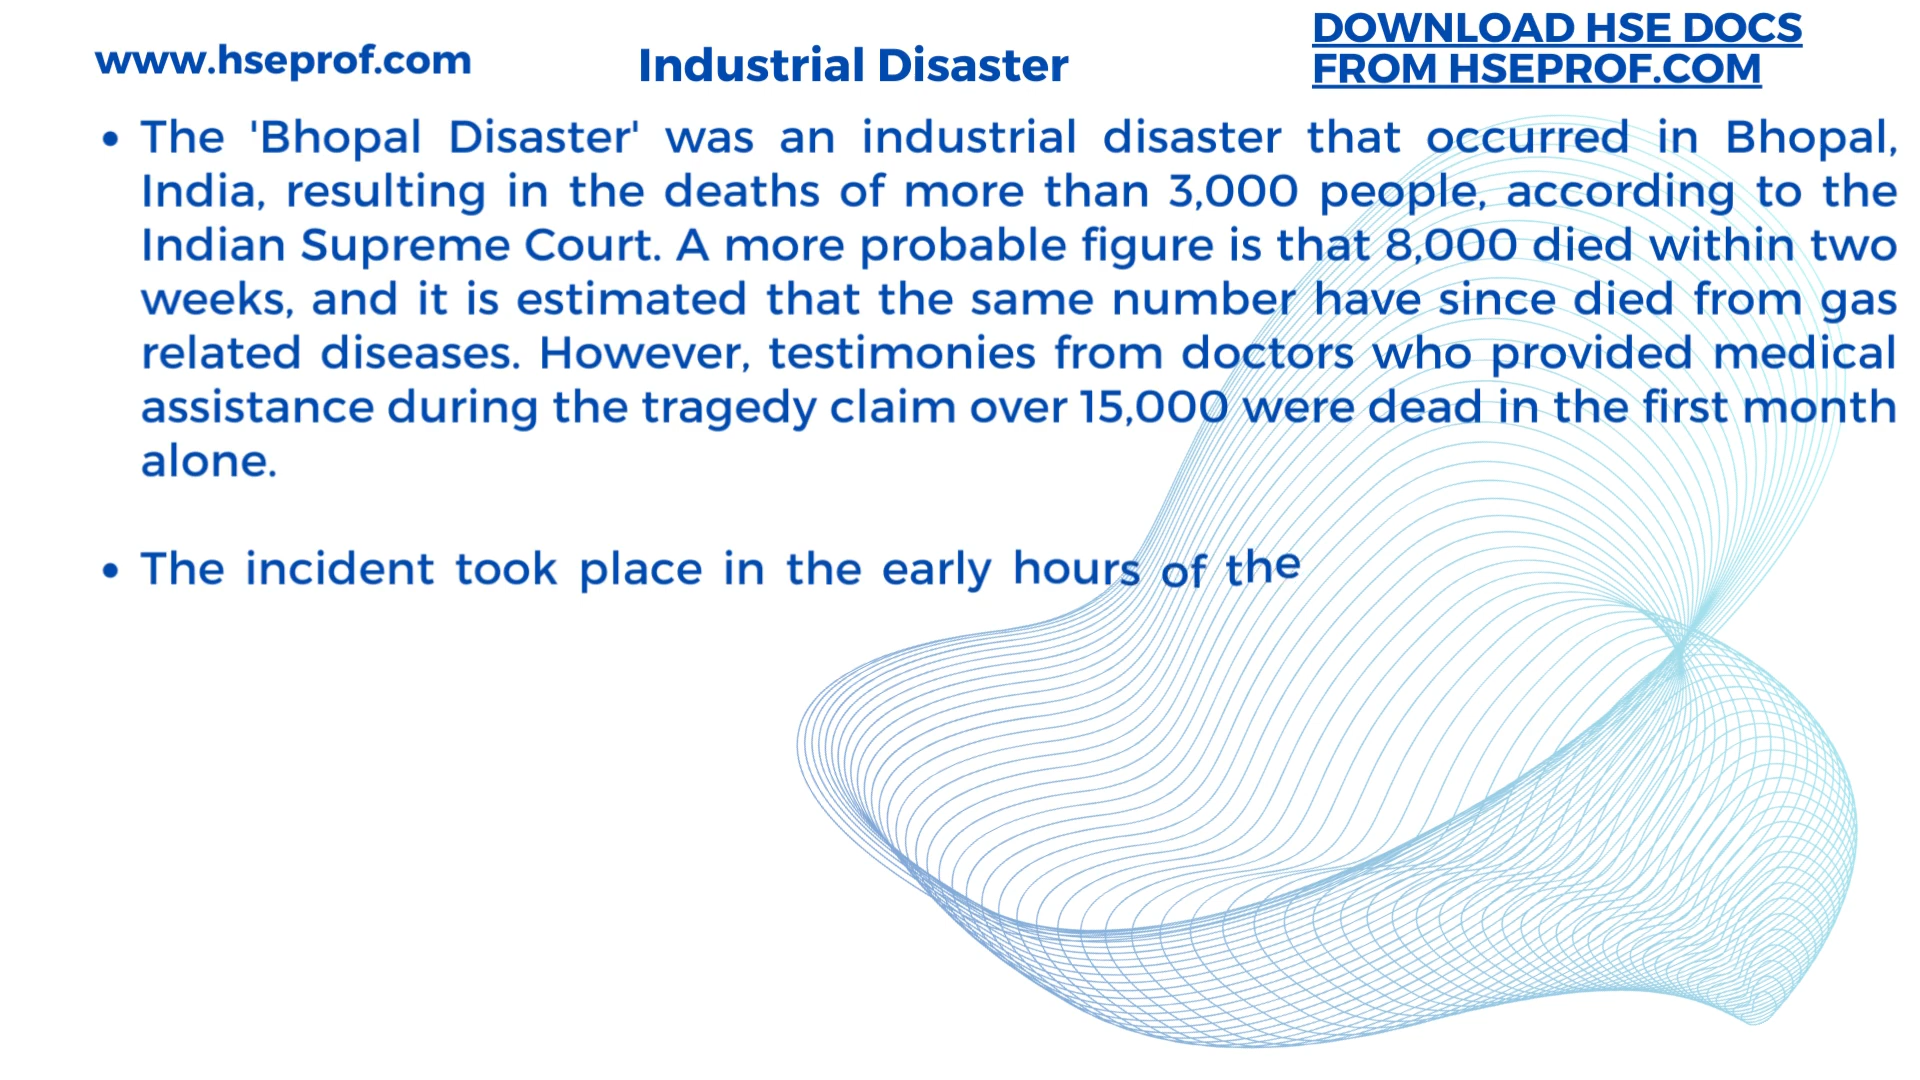 www.hseprof.com
Industrial Disaster
DOWNLOAD HSE DOCS
FROM HSEPROF.COM
• The 'Bhopal Disaster' was an industrial disaster that occurred in Bhopal,
India, resulting in the deaths of more than 3,000 people, according to the
Indian Supreme Court. A more probable figure is that 8,000 died within two
weeks, and it is estimated that the same number have since died from gas
related diseases. However, testimonies from doctors who provided medical
assistance during the tragedy claim over 15,000 were dead in the first month
alone.
• The incident took place in the early hours of the